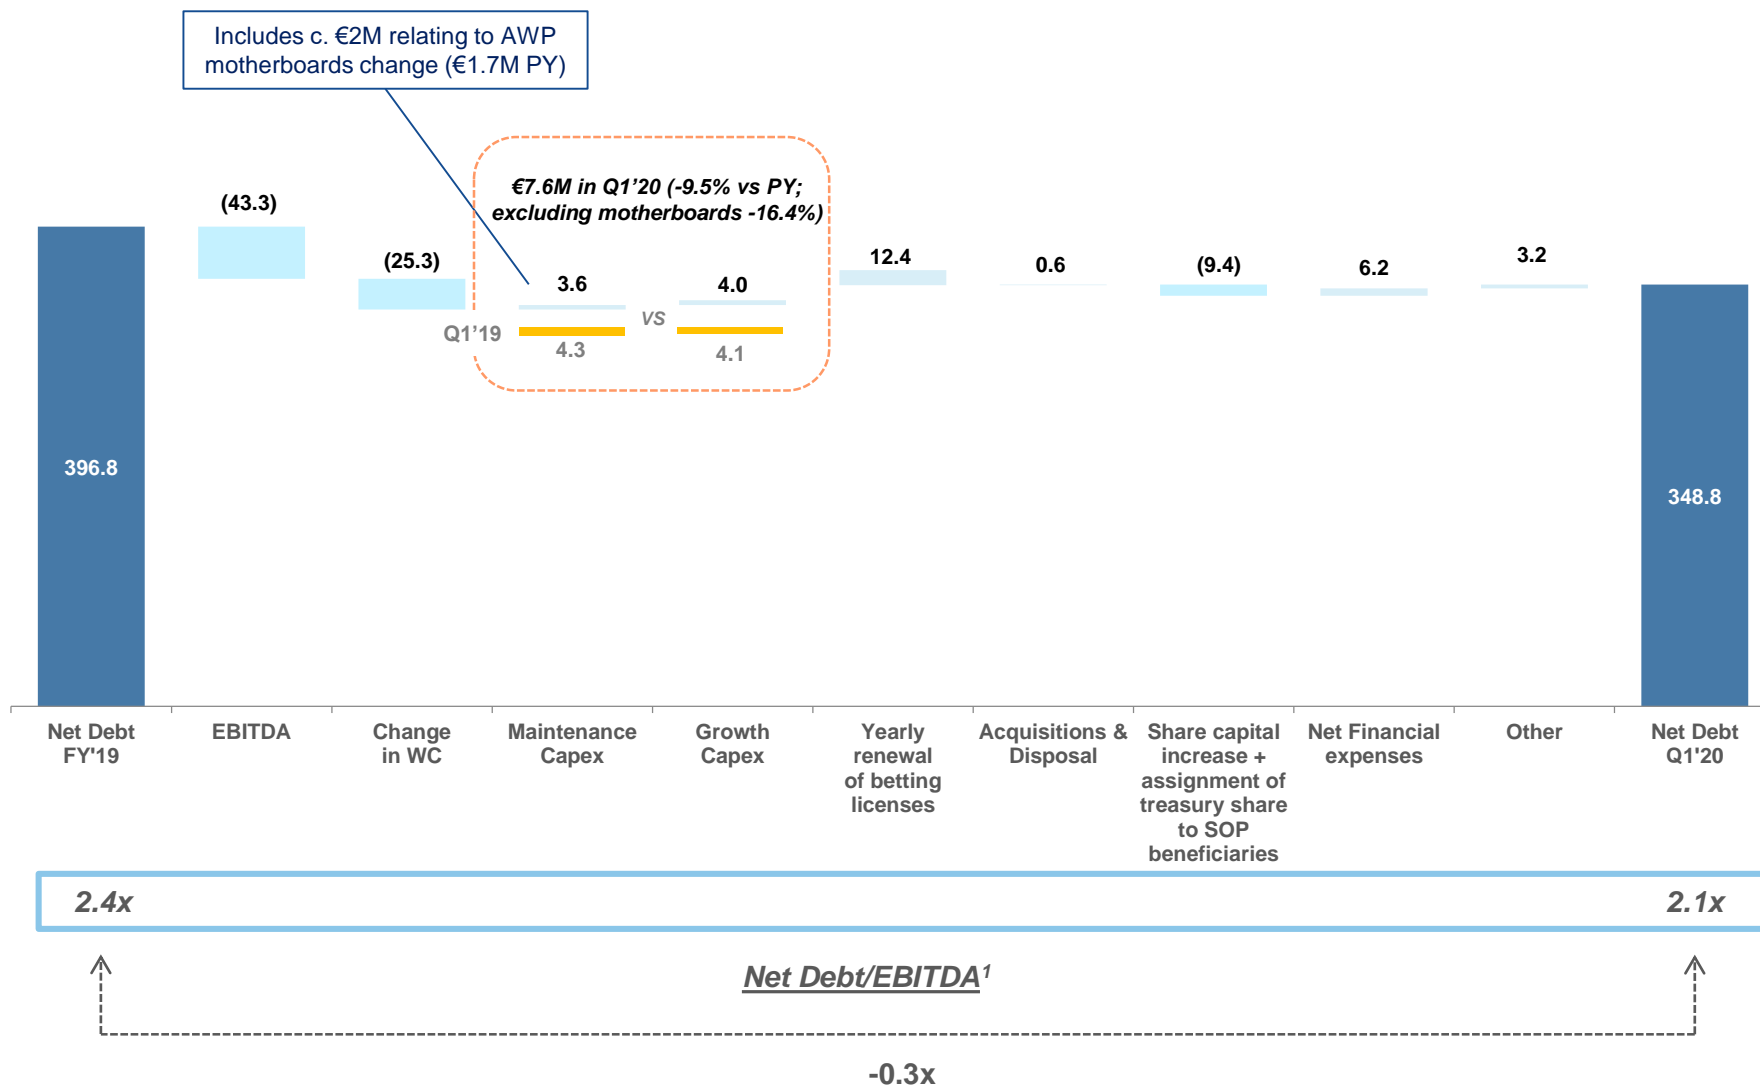 Includes c. €2M relating to AWP
motherboards change (€1.7M PY)
€7.6M in Q1’20 (-9.5% vs PY;
excluding motherboards -16.4%)
(43.3)
(25.3)
3.6
4.0
12.4
0.6
(9.4)
6.2
3.2
Q1’19
VS
4.3
4.1
396.8
348.8
Net Debt
FY'19
EBITDA
Change
in WC
Maintenance
Capex
Growth
Capex
Yearly
renewal
of betting
licenses
Acquisitions &
Disposal
Share capital
increase +
assignment of
treasury share
to SOP
beneficiaries
Net Financial
expenses
Other
Net Debt
Q1'20
2.4x
2.1x
Net Debt/EBITDA¹
-0.3x